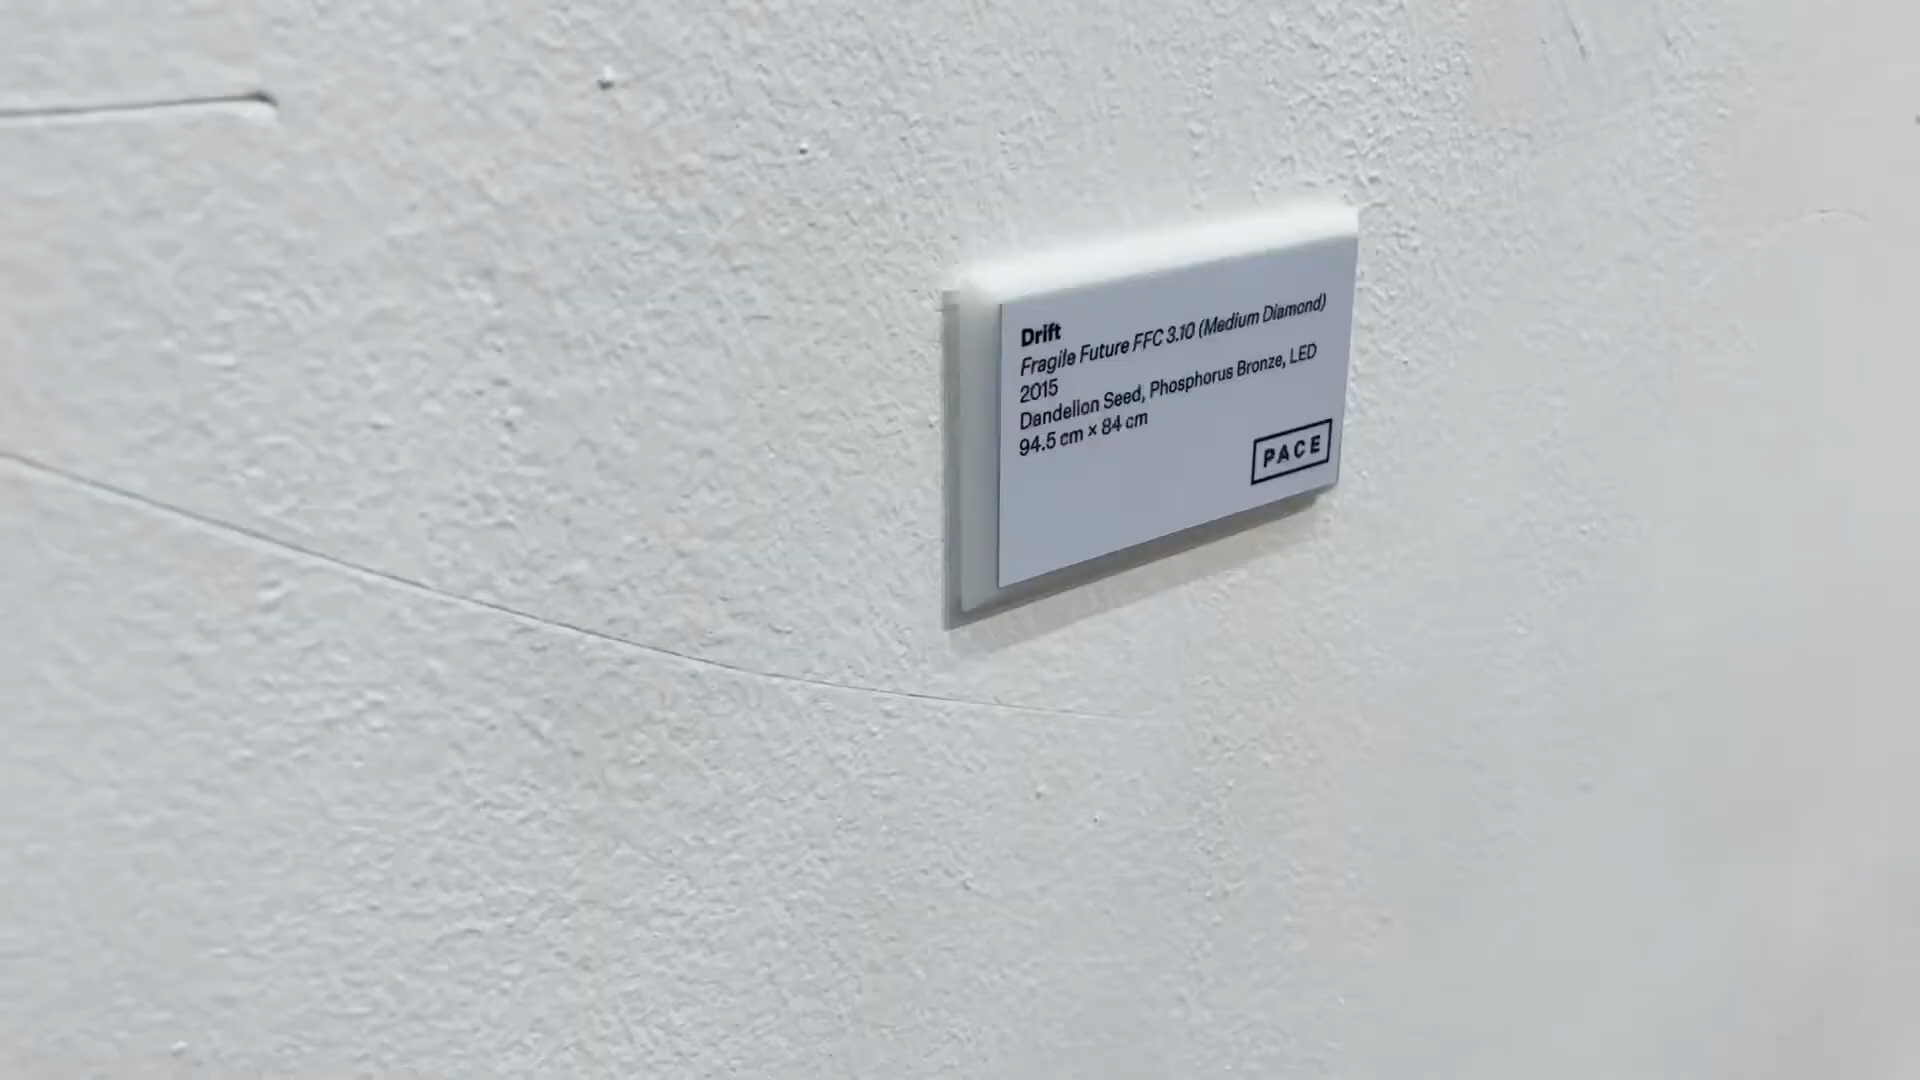 Drift
Fragile Future FFC 3.10 (Medium Diamond)
2015
Dandelion Seed, Phosphorus Bronze, LED
94.5 cm × 84 cm
PACE